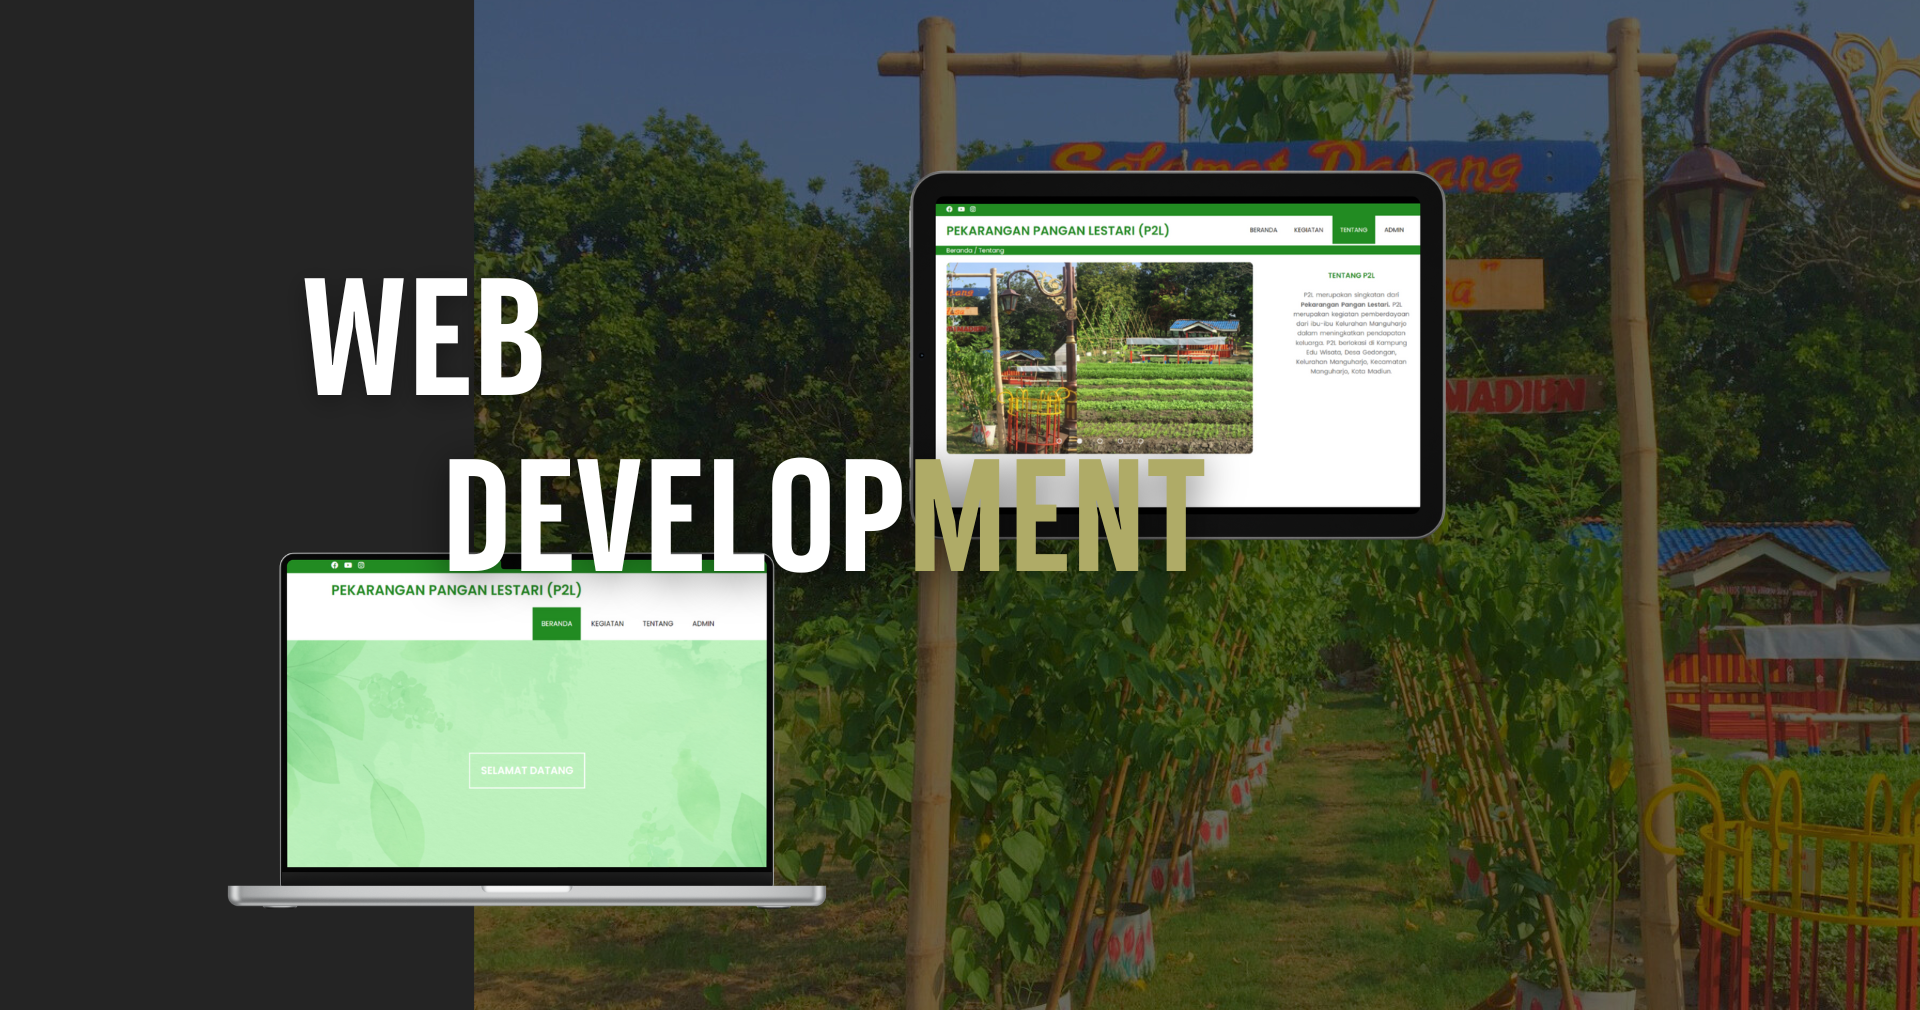 Selamat Datang
PEKARANGAN PANGAN LESTARI (P2L)
BERANDA KEGIATAN TENTANG ADMIN
Beranda / Tentang
TENTANG P2L
P2L merupakan singkatan dari
Pekarangan Pangan Lestari. P2L
merupakan kegiatan pemberdayaan
dari ibu-ibu Kelurahan Manguharjo
dalam meningkatkan pendapatan
keluarga. P2L berlokasi di Kampung
Edu Wisata, Desa Gedongan,
Kelurahan Manguharjo, Kecamatan
Manguharjo, Kota Madiun.
MADIUN
WEB
DEVELOPMENT
PEKARANGAN PANGAN LESTARI (P2L)
BERANDA KEGIATAN TENTANG ADMIN
SELAMAT DATANG